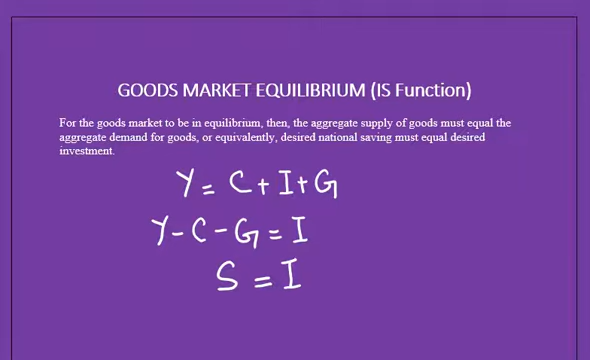 GOODS MARKET EQUILIBRIUM (IS Function)
For the goods market to be in equilibrium, then, the aggregate supply of goods must equal the
aggregate demand for goods, or equivalently, desired national saving must equal desired
investment.
Y = C + I + G
Y - C - G = I
S = I